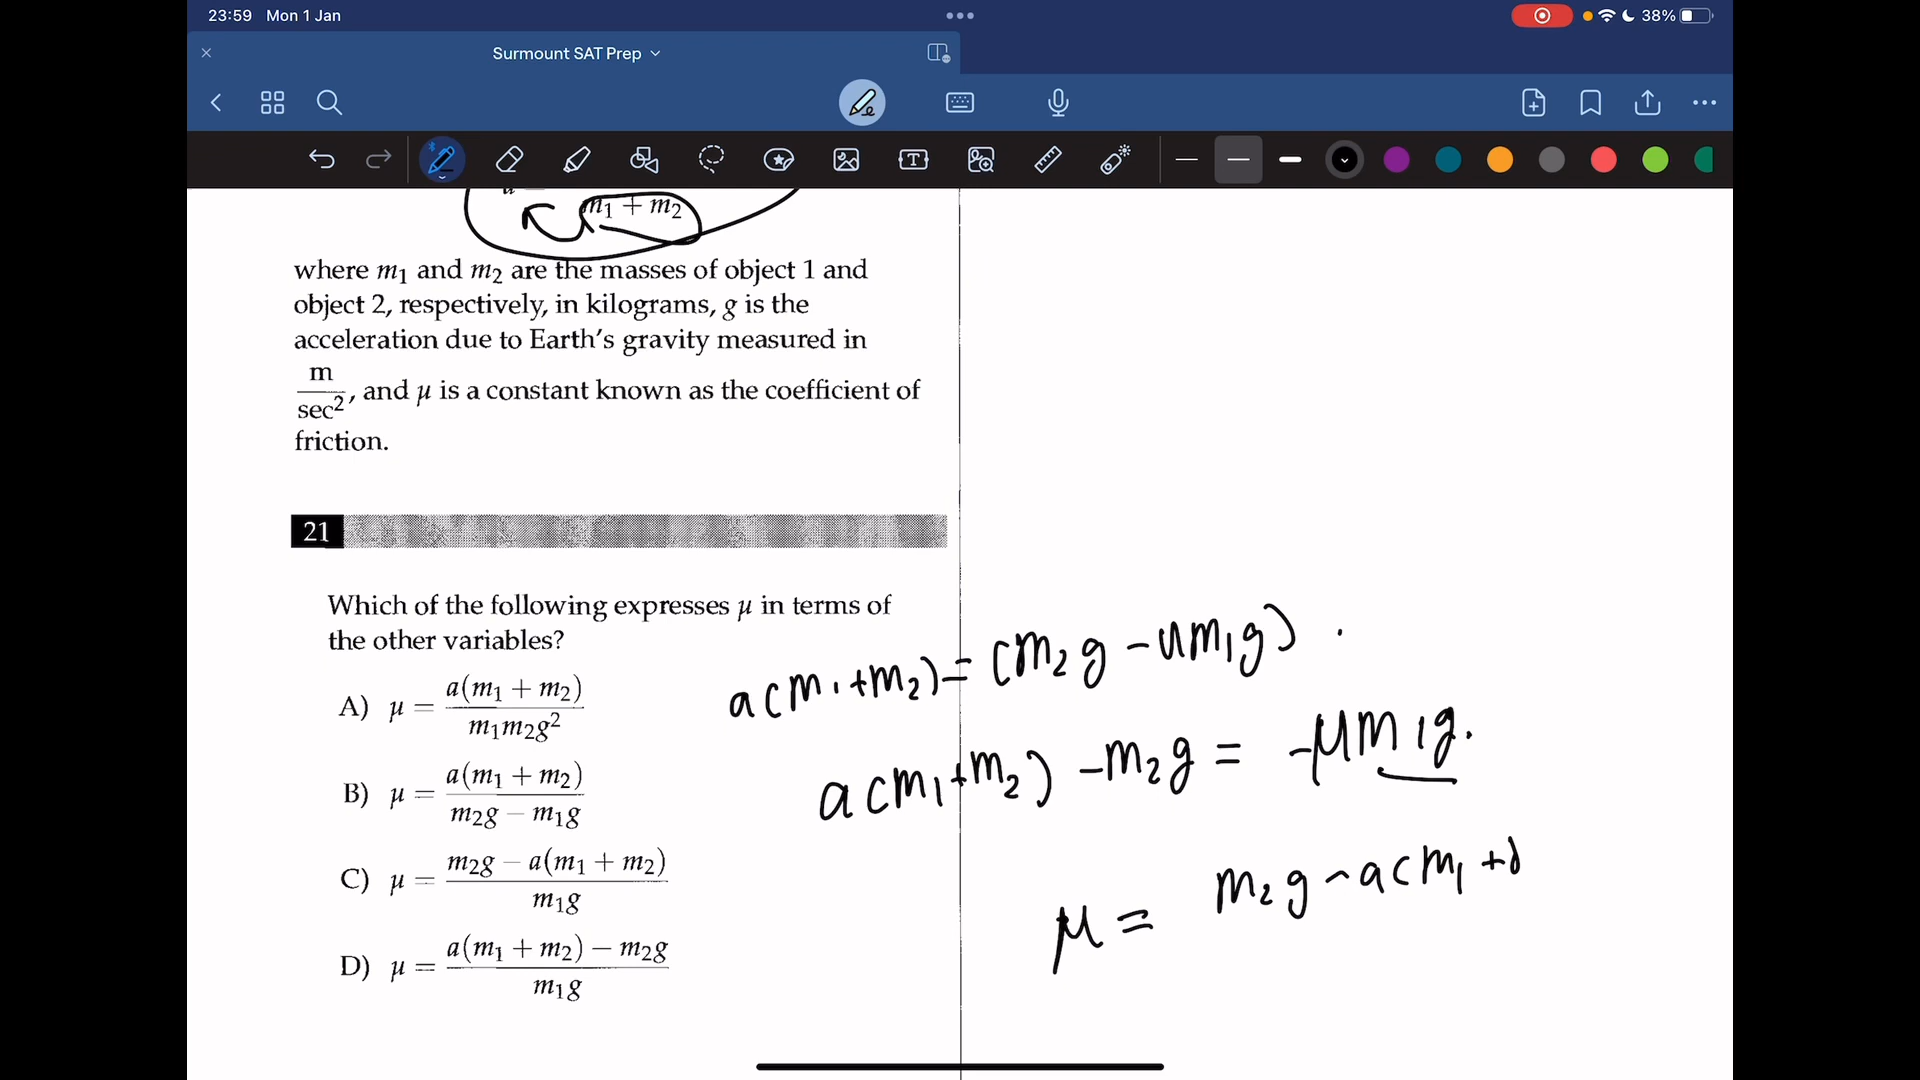 23:59 Mon 1 Jan
38%
Surmount SAT Prep
m₁ + m₂
where m₁ and m₂ are the masses of object 1 and
object 2, respectively, in kilograms, g is the
acceleration due to Earth's gravity measured in
m/sec², and μ is a constant known as the coefficient of
friction.
21
Which of the following expresses μ in terms of
the other variables?
A) μ = a(m₁ + m₂)/m₁m₂g²
B) μ = a(m₁ + m₂)/m₂g − m₁g
C) μ = m₂g − a(m₁ + m₂)/m₁g
D) μ = a(m₁ + m₂) − m₂g/m₁g
a(m₁+m₂) = (m₂g − um₁g)
a(m₁+m₂) − m₂g = −μm₁g.
μ = m₂g − a(m₁ +